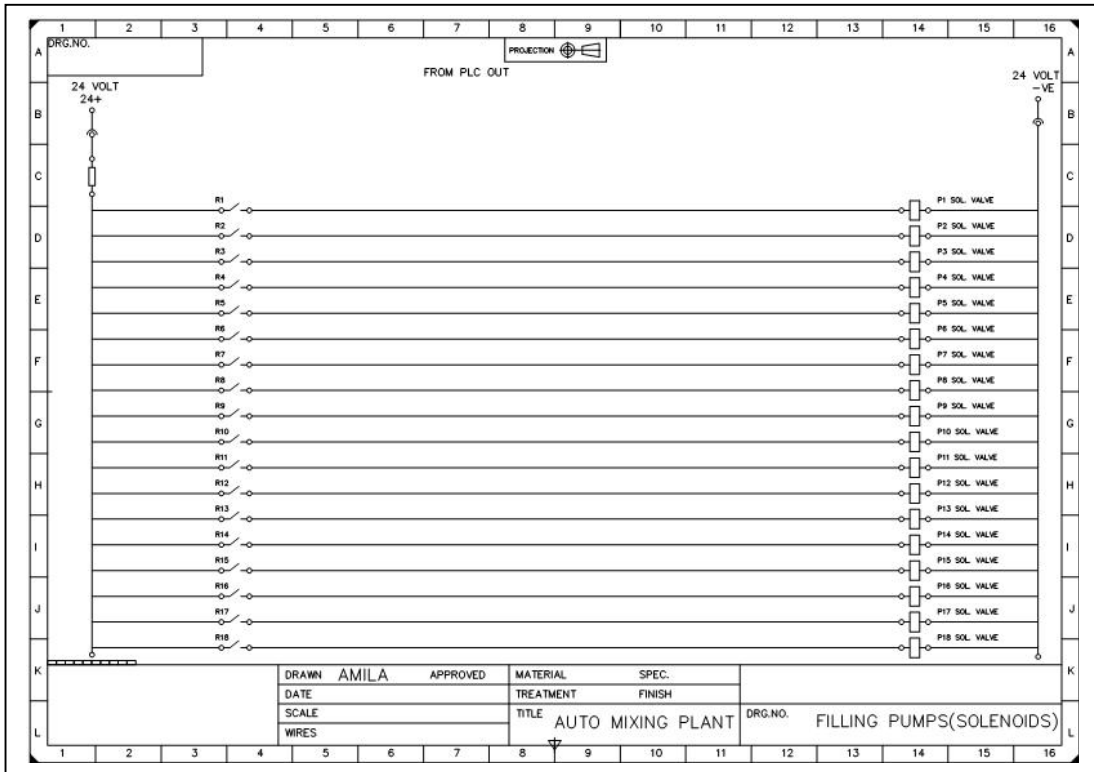 1 2 3 4 5 6 7 8 9 10 11 12 13 14 15 16
A DRG.NO. PROJECTION A
FROM PLC OUT
24 VOLT 24 VOLT
24+ -VE
B B
C C
R1 P1 SOL. VALVE
R2 P2 SOL. VALVE
D D
R3 P3 SOL. VALVE
R4 P4 SOL. VALVE
E E
R5 P5 SOL. VALVE
R6 P6 SOL. VALVE
R7 P7 SOL. VALVE
F F
R8 P8 SOL. VALVE
R9 P9 SOL. VALVE
G G
R10 P10 SOL. VALVE
R11 P11 SOL. VALVE
R12 P12 SOL. VALVE
H H
R13 P13 SOL. VALVE
R14 P14 SOL. VALVE
I I
R15 P15 SOL. VALVE
R16 P16 SOL. VALVE
J J
R17 P17 SOL. VALVE
R18 P18 SOL. VALVE
K DRAWN AMILA APPROVED MATERIAL SPEC. K
DATE TREATMENT FINISH
SCALE TITLE AUTO MIXING PLANT DRG.NO. FILLING PUMPS(SOLENOIDS)
L WIRES L
1 2 3 4 5 6 7 8 9 10 11 12 13 14 15 16